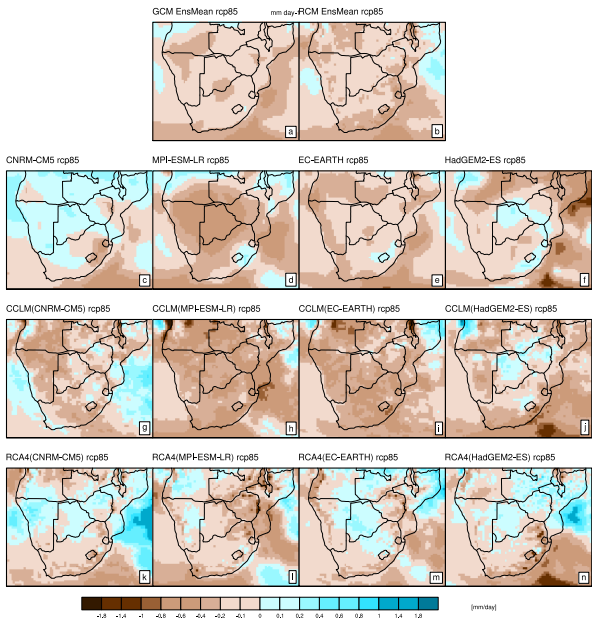 GCM EnsMean rcp85 mm day-RCM EnsMean rcp85
a b
CNRM-CM5 rcp85 MPI-ESM-LR rcp85 EC-EARTH rcp85 HadGEM2-ES rcp85
c d e f
CCLM(CNRM-CM5) rcp85 CCLM(MPI-ESM-LR) rcp85 CCLM(EC-EARTH) rcp85 CCLM(HadGEM2-ES) rcp85
g h i j
RCA4(CNRM-CM5) rcp85 RCA4(MPI-ESM-LR) rcp85 RCA4(EC-EARTH) rcp85 RCA4(HadGEM2-ES) rcp85
k l m n
-1.8 -1.4 -1 -0.8 -0.6 -0.4 -0.2 -0.1 0 0.1 0.2 0.4 0.6 0.8 1 1.4 1.8 [mm/day]